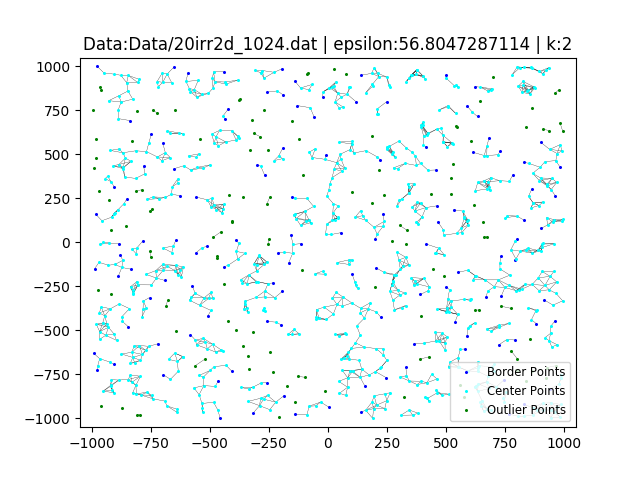 Data:Data/20irr2d_1024.dat | epsilon:56.8047287114 | k:2
1000
750
500
250
0
−250
−500
−750
−1000
Border Points
Center Points
Outlier Points
−1000 −750 −500 −250 0 250 500 750 1000